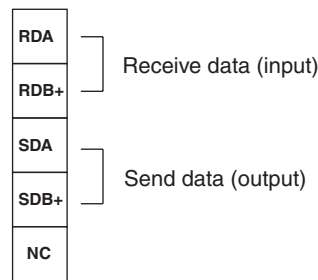 RDA
RDB+
Receive data (input)
SDA
SDB+
Send data (output)
NC